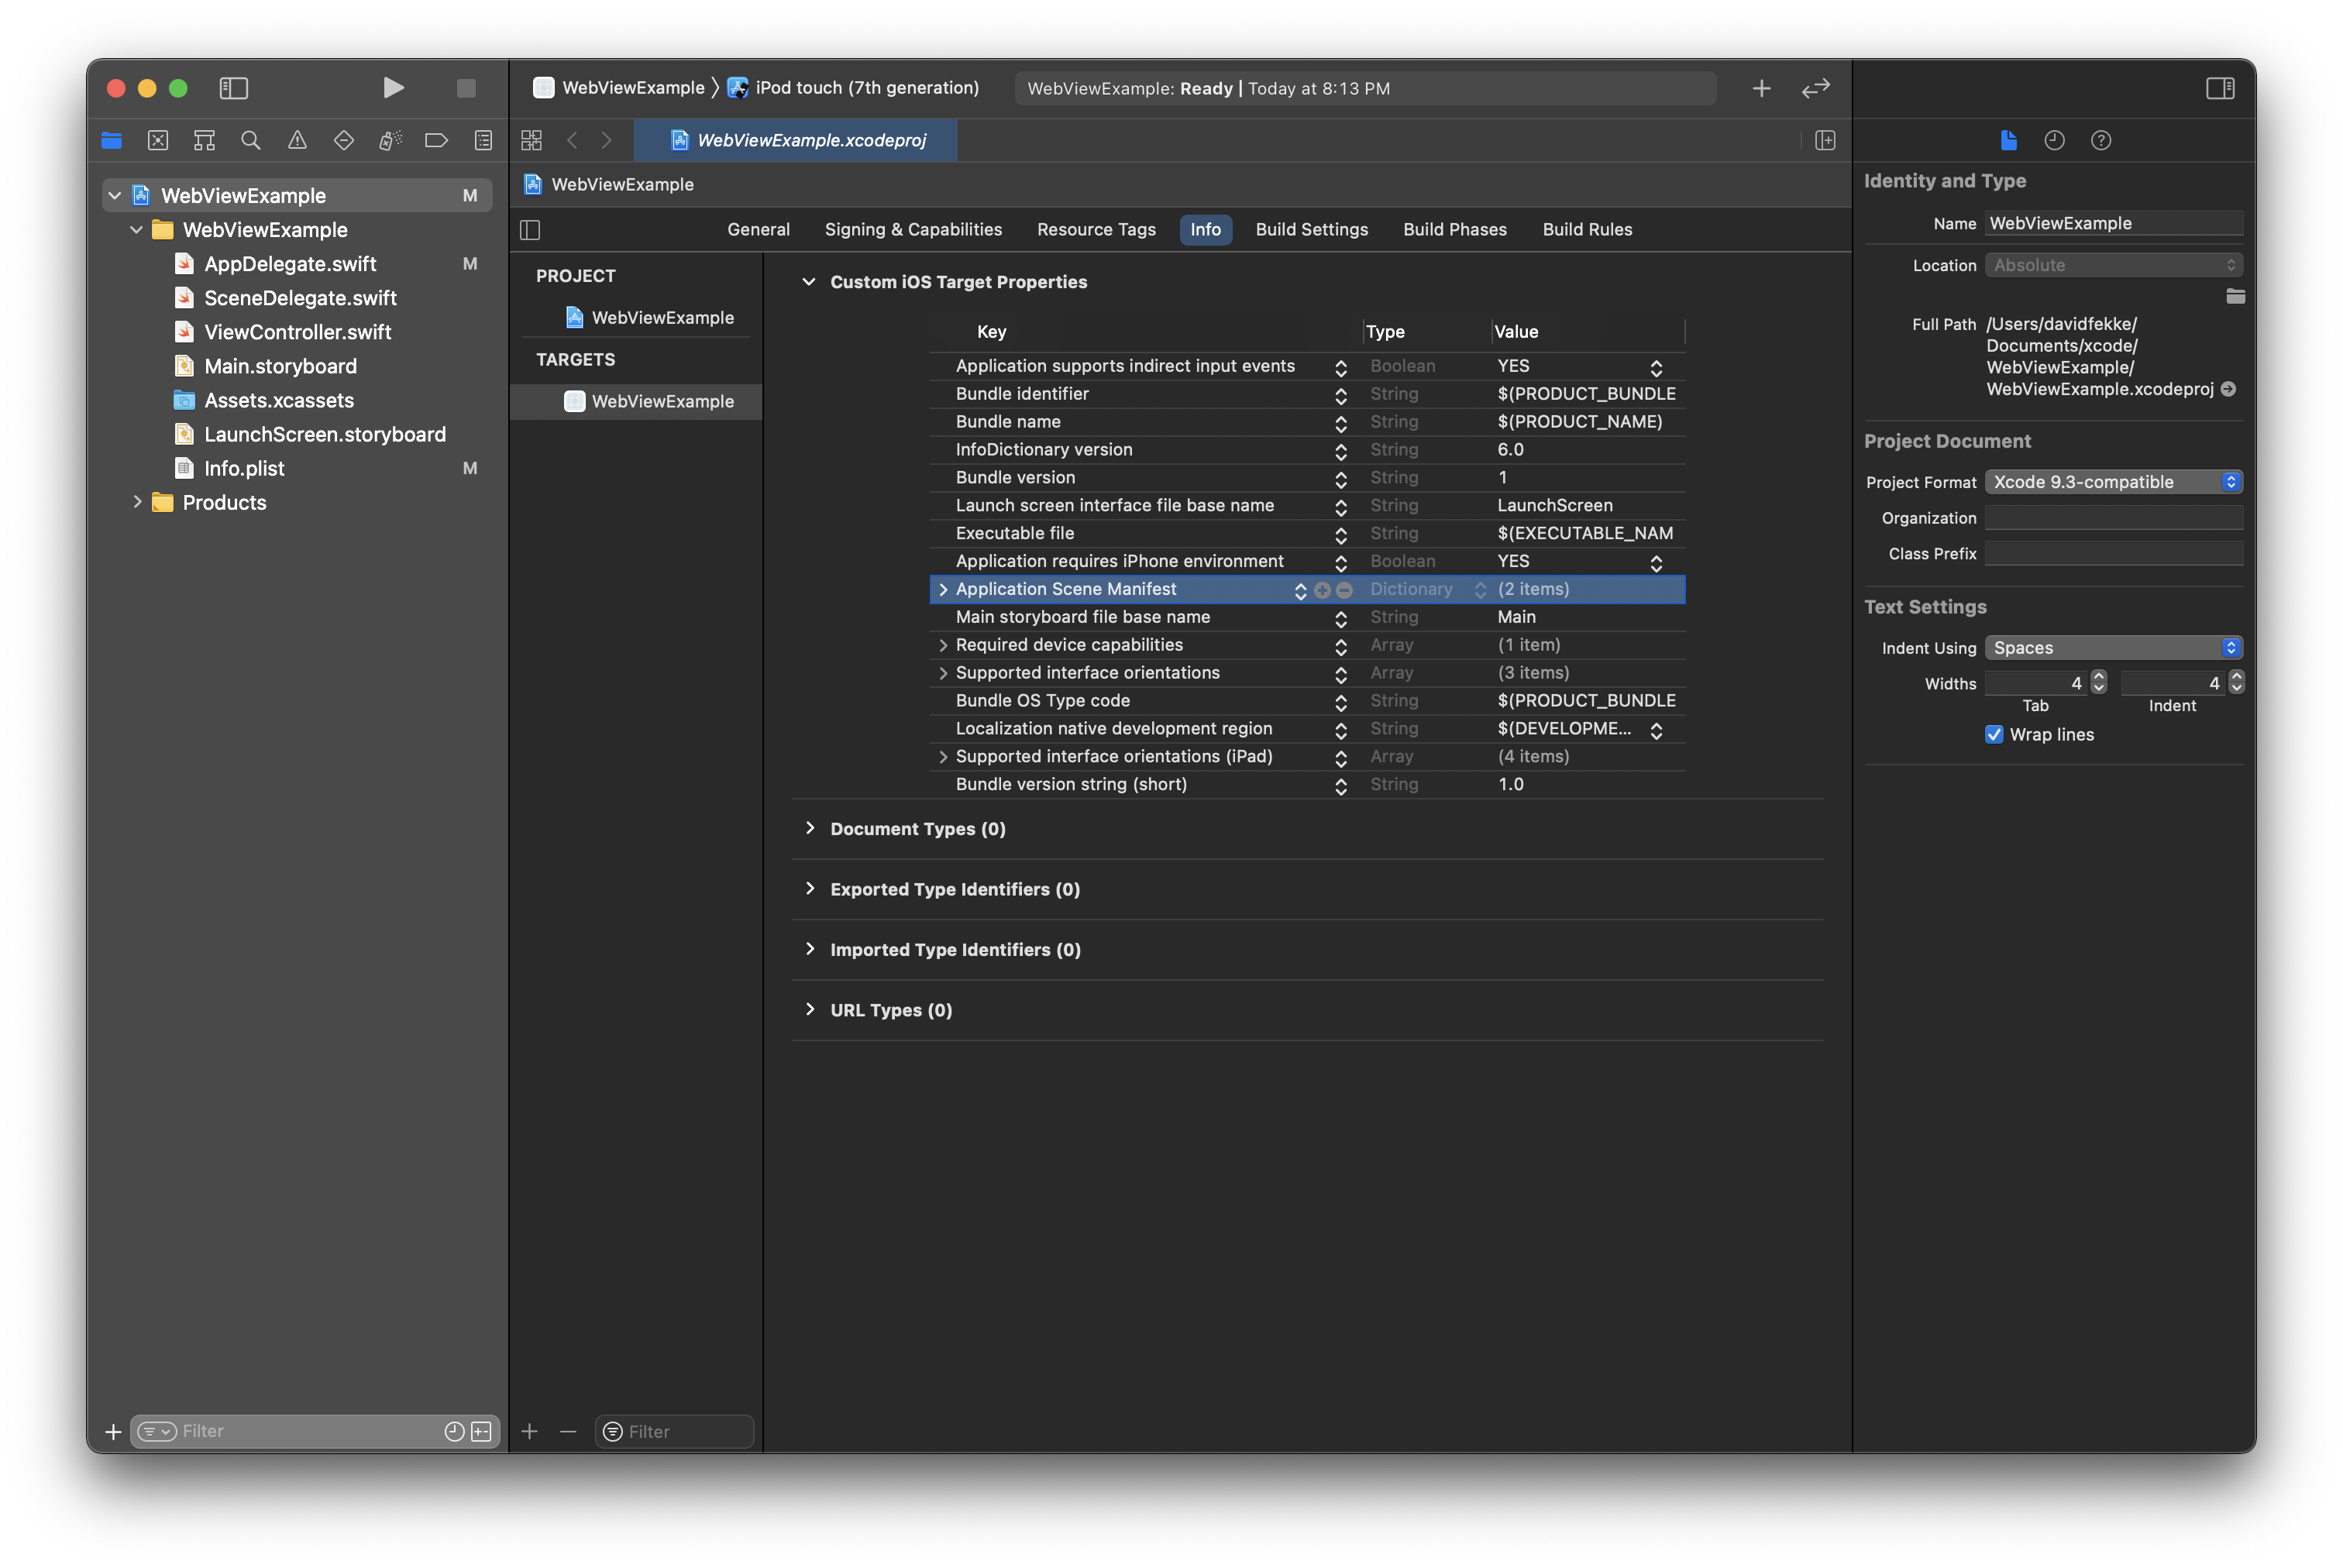 WebViewExample 〉 iPod touch (7th generation)
WebViewExample: Ready | Today at 8:13 PM
WebViewExample.xcodeproj
WebViewExample M
WebViewExample
AppDelegate.swift M
SceneDelegate.swift
ViewController.swift
Main.storyboard
Assets.xcassets
LaunchScreen.storyboard
Info.plist M
Products
Filter
WebViewExample
General Signing & Capabilities Resource Tags Info Build Settings Build Phases Build Rules
PROJECT
WebViewExample
TARGETS
WebViewExample
Filter
Custom iOS Target Properties
Key Type Value
Application supports indirect input events Boolean YES
Bundle identifier String $(PRODUCT_BUNDLE
Bundle name String $(PRODUCT_NAME)
InfoDictionary version String 6.0
Bundle version String 1
Launch screen interface file base name String LaunchScreen
Executable file String $(EXECUTABLE_NAM
Application requires iPhone environment Boolean YES
Application Scene Manifest Dictionary (2 items)
Main storyboard file base name String Main
Required device capabilities Array (1 item)
Supported interface orientations Array (3 items)
Bundle OS Type code String $(PRODUCT_BUNDLE
Localization native development region String $(DEVELOPME...
Supported interface orientations (iPad) Array (4 items)
Bundle version string (short) String 1.0
Document Types (0)
Exported Type Identifiers (0)
Imported Type Identifiers (0)
URL Types (0)
Identity and Type
Name WebViewExample
Location Absolute
Full Path /Users/davidfekke/
Documents/xcode/
WebViewExample/
WebViewExample.xcodeproj
Project Document
Project Format Xcode 9.3-compatible
Organization
Class Prefix
Text Settings
Indent Using Spaces
Widths 4 4
Tab Indent
Wrap lines